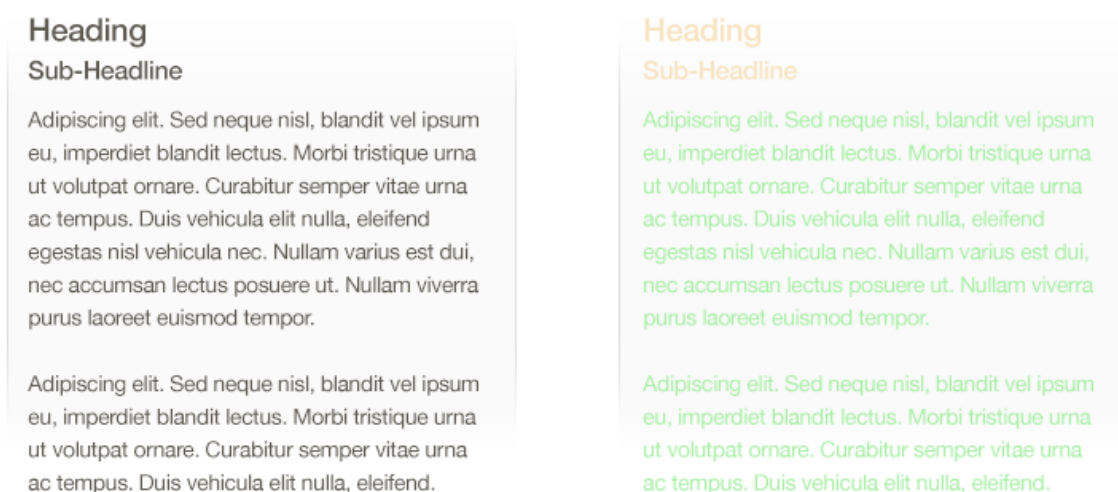 Heading
Sub-Headline
Adipiscing elit. Sed neque nisl, blandit vel ipsum
eu, imperdiet blandit lectus. Morbi tristique urna
ut volutpat ornare. Curabitur semper vitae urna
ac tempus. Duis vehicula elit nulla, eleifend
egestas nisl vehicula nec. Nullam varius est dui,
nec accumsan lectus posuere ut. Nullam viverra
purus laoreet euismod tempor.
Adipiscing elit. Sed neque nisl, blandit vel ipsum
eu, imperdiet blandit lectus. Morbi tristique urna
ut volutpat ornare. Curabitur semper vitae urna
ac tempus. Duis vehicula elit nulla, eleifend.
Heading
Sub-Headline
Adipiscing elit. Sed neque nisl, blandit vel ipsum
eu, imperdiet blandit lectus. Morbi tristique urna
ut volutpat ornare. Curabitur semper vitae urna
ac tempus. Duis vehicula elit nulla, eleifend
egestas nisl vehicula nec. Nullam varius est dui,
nec accumsan lectus posuere ut. Nullam viverra
purus laoreet euismod tempor.
Adipiscing elit. Sed neque nisl, blandit vel ipsum
eu, imperdiet blandit lectus. Morbi tristique urna
ut volutpat ornare. Curabitur semper vitae urna
ac tempus. Duis vehicula elit nulla, eleifend.